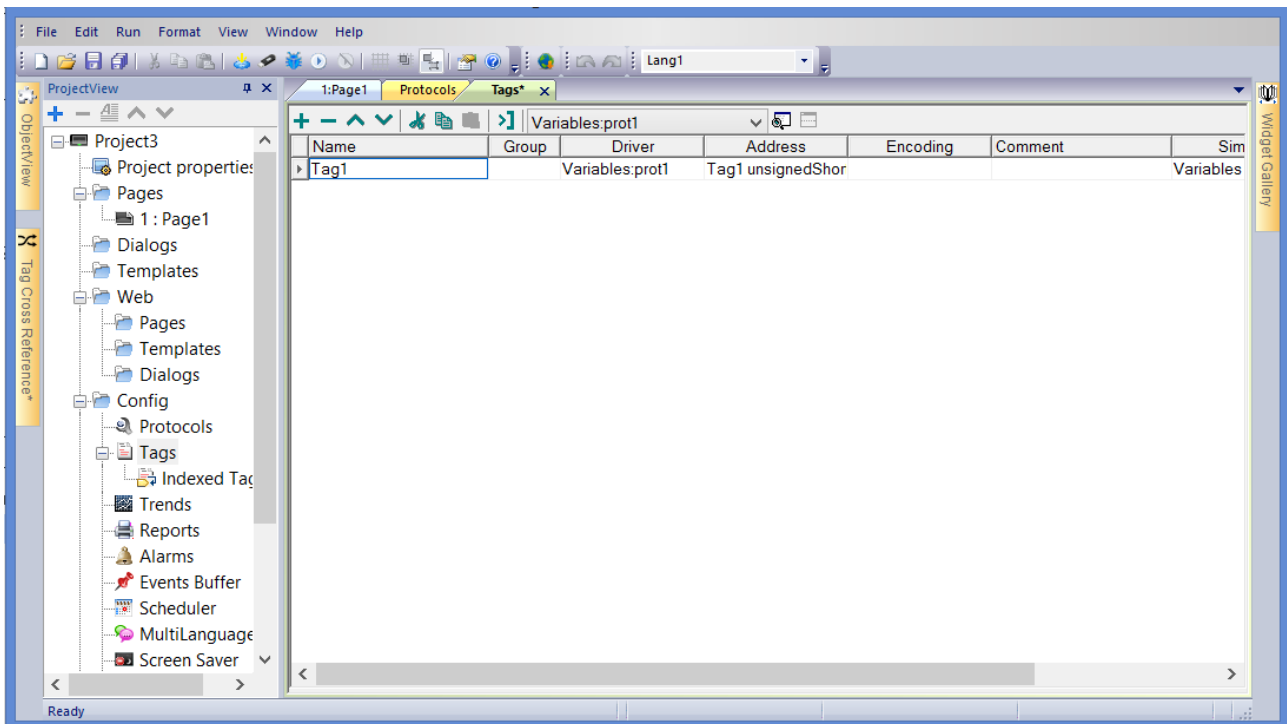 File Edit Run Format View Window Help
Lang1
ObjectView
Tag Cross Reference*
ProjectView
Project3
Project properties
Pages
1 : Page1
Dialogs
Templates
Web
Pages
Templates
Dialogs
Config
Protocols
Tags
Indexed Tag
Trends
Reports
Alarms
Events Buffer
Scheduler
MultiLanguage
Screen Saver
1:Page1 Protocols Tags*
Variables:prot1
Name Group Driver Address Encoding Comment Sim
Tag1 Variables:prot1 Tag1 unsignedShor Variables
Widget Gallery
Ready